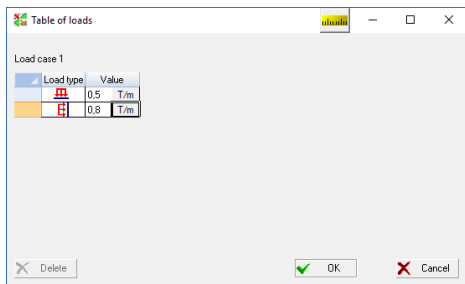 Table of loads
Load case 1
Load type Value
0,5 T/m
0,8 T/m
Delete OK Cancel